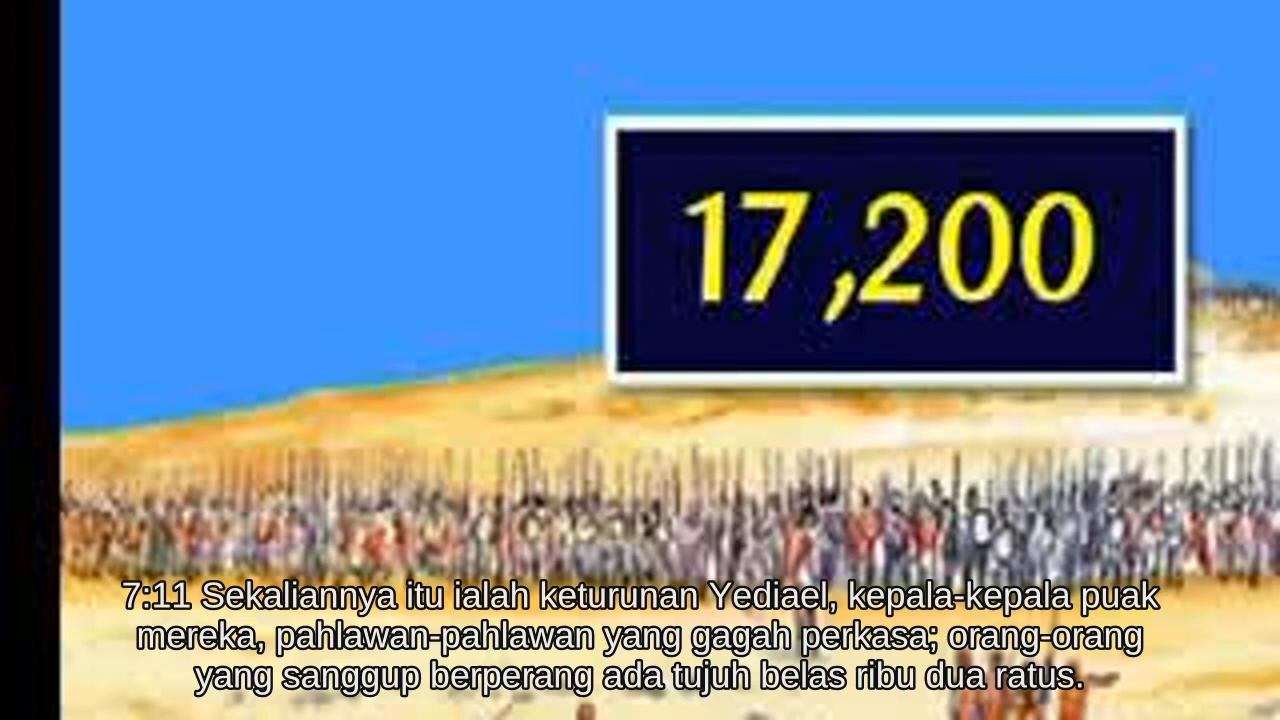 17,200
7:11 Sekaliannya itu ialah keturunan Yediael, kepala-kepala puak
mereka, pahlawan-pahlawan yang gagah perkasa; orang-orang
yang sanggup berperang ada tujuh belas ribu dua ratus.